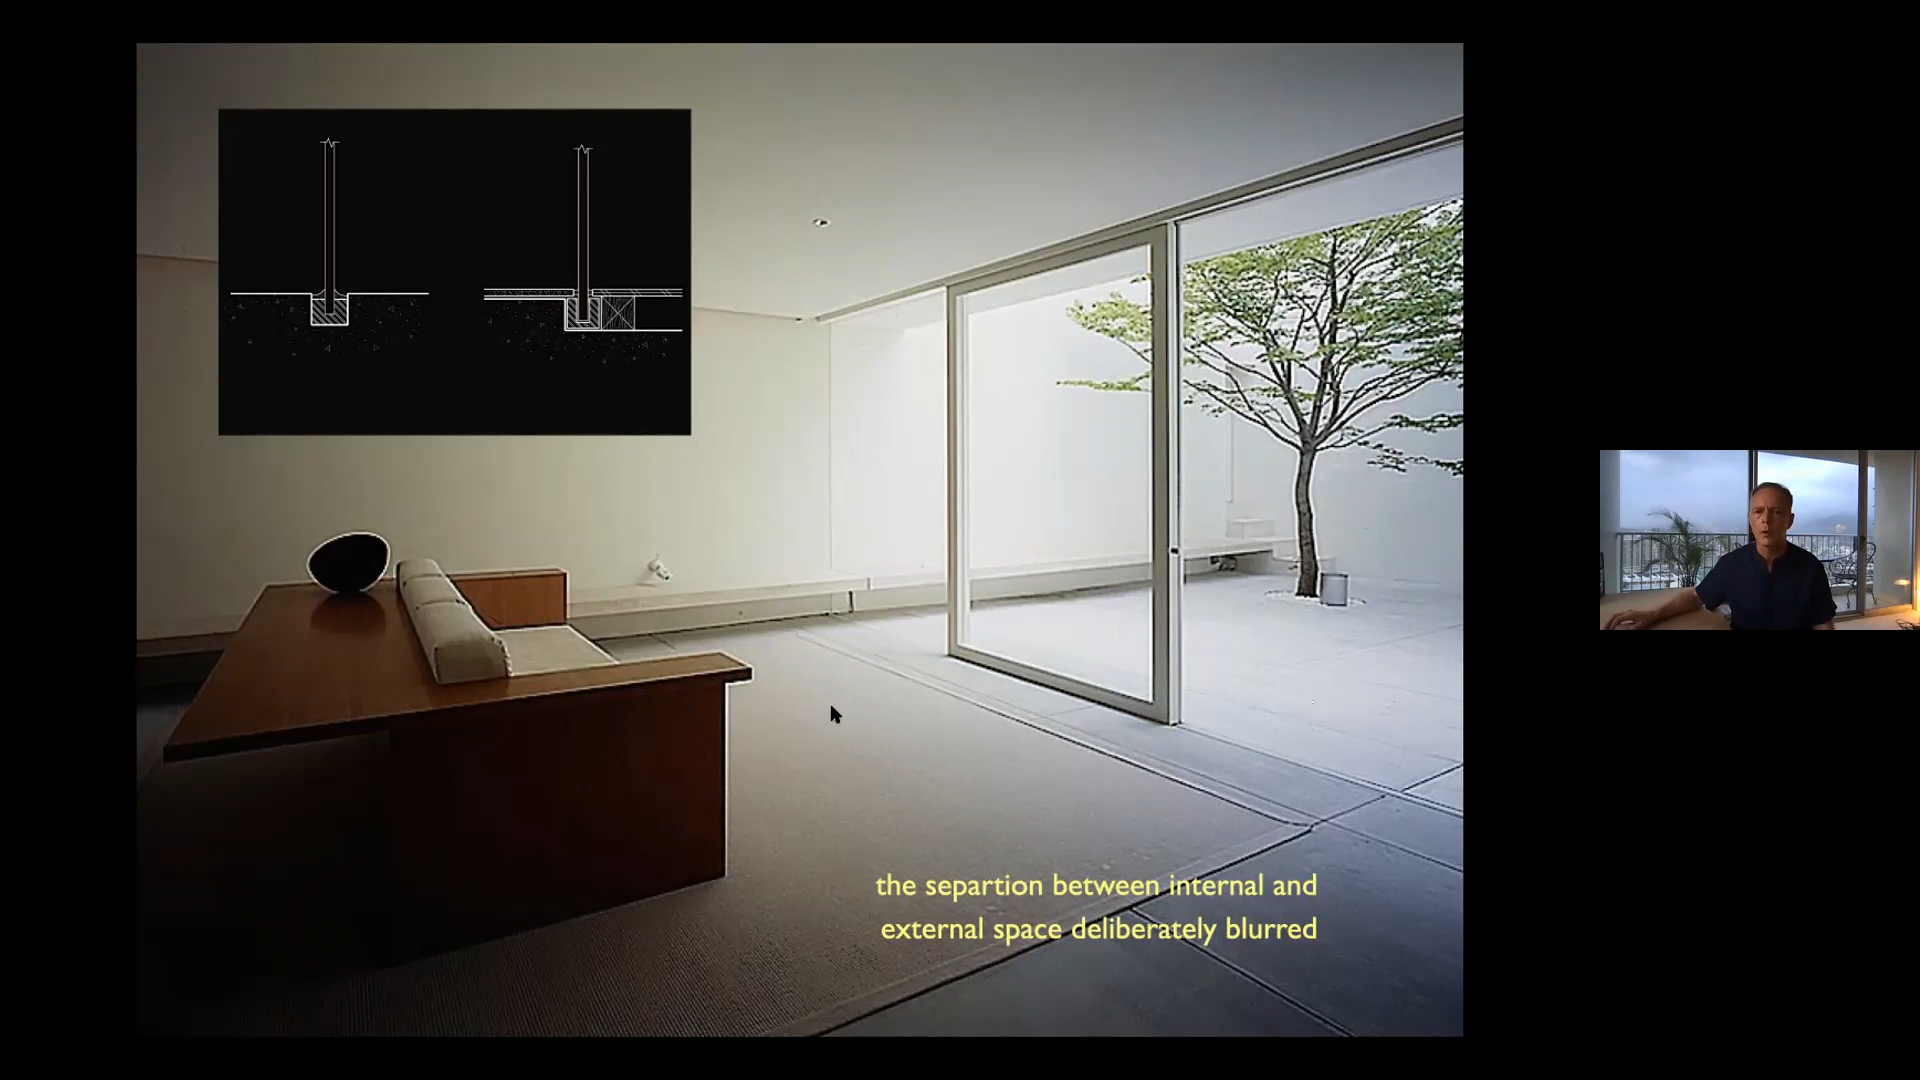 the separtion between internal and
external space deliberately blurred